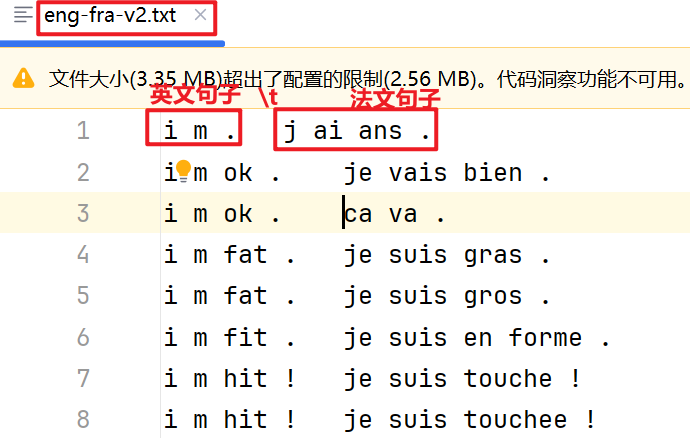 eng-fra-v2.txt ×
文件大小(3.35 MB)超出了配置的限制(2.56 MB)。代码洞察功能不可用。
英文句子 \t 法文句子
1 i m . j ai ans .
2 i m ok . je vais bien .
3 i m ok . ca va .
4 i m fat . je suis gras .
5 i m fat . je suis gros .
6 i m fit . je suis en forme .
7 i m hit ! je suis touche !
8 i m hit ! je suis touchee !